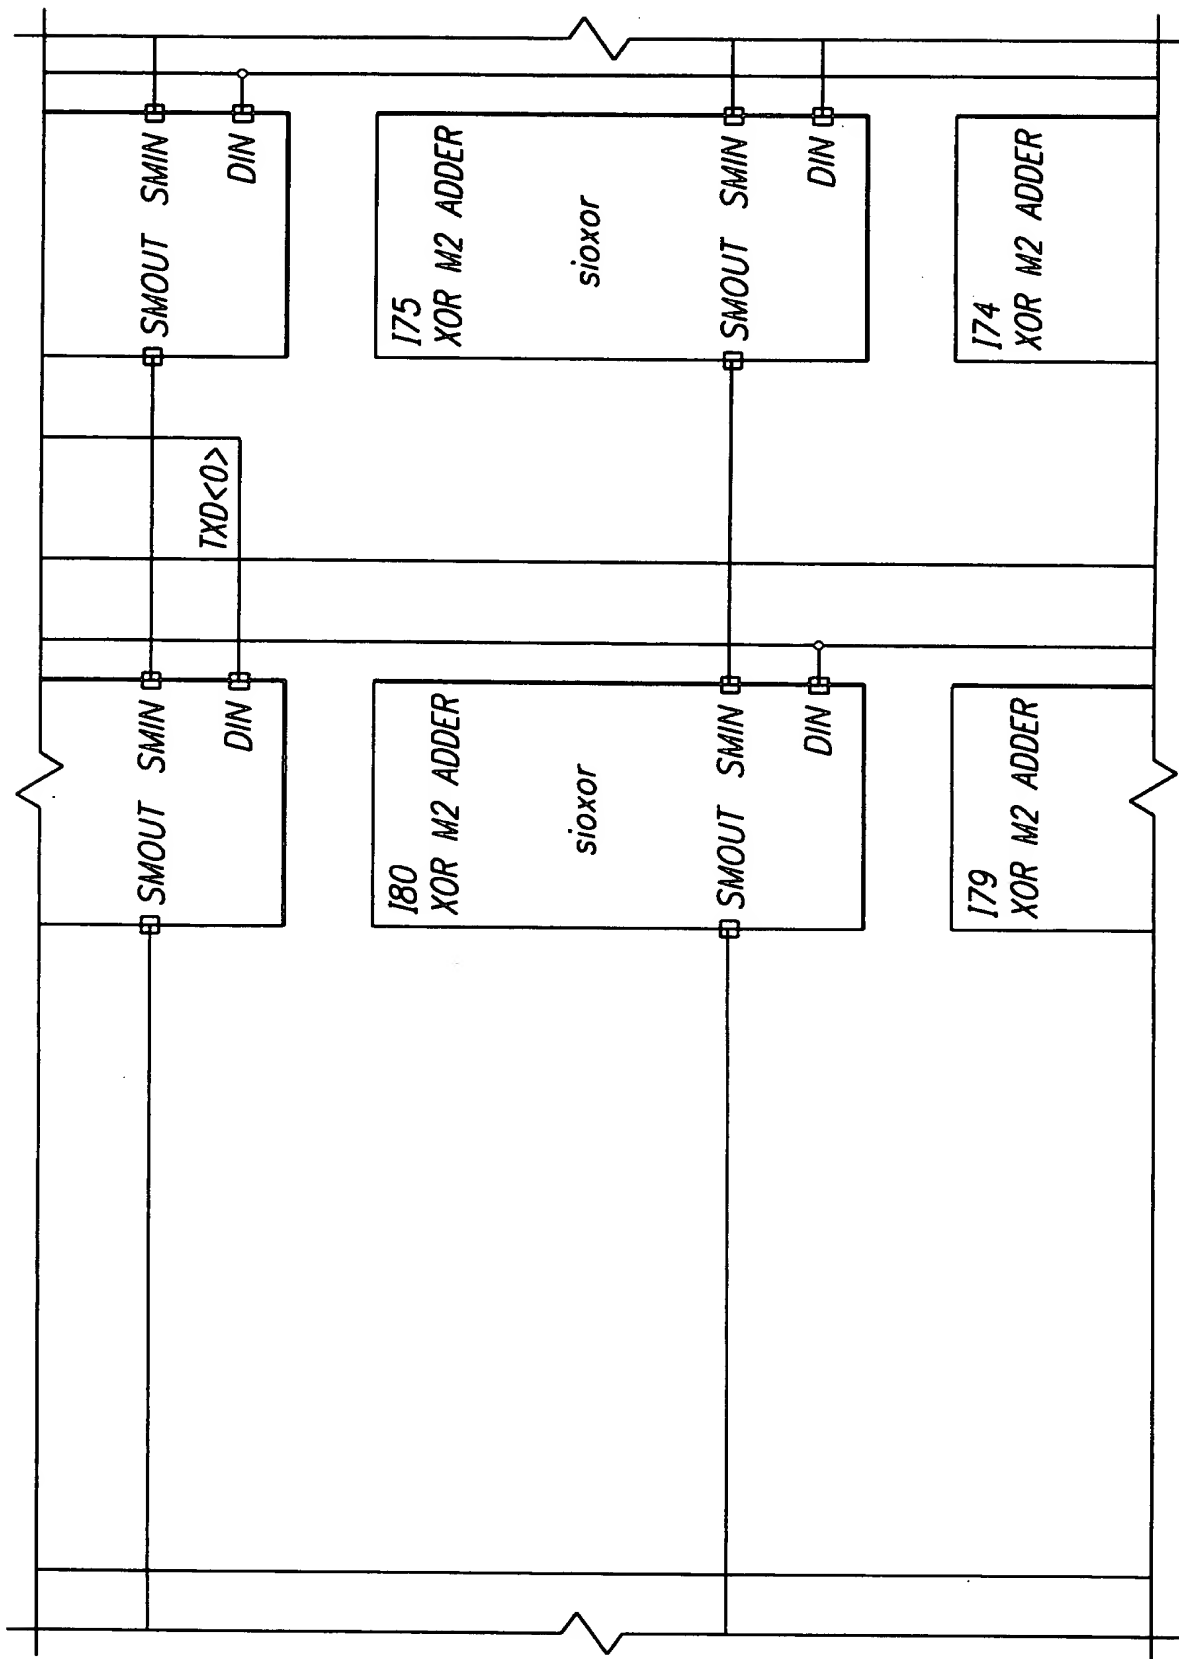 SMOUT SMIN
SMOUT SMIN
TXD<0>
DIN
DIN
I80
XOR M2 ADDER
sioxor
SMOUT SMIN
DIN
I75
XOR M2 ADDER
sioxor
SMOUT SMIN
DIN
I79
XOR M2 ADDER
I74
XOR M2 ADDER